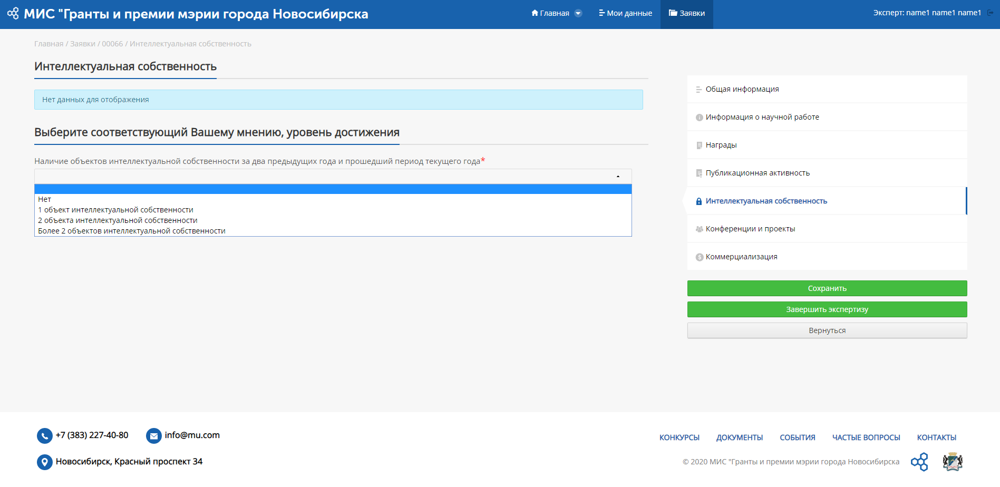 МИС "Гранты и премии мэрии города Новосибирска
Главная
Мои данные
Заявки
Эксперт: name1 name1 name1
Главная / Заявки / 00066 / Интеллектуальная собственность
Интеллектуальная собственность
Нет данных для отображения
Выберите соответствующий Вашему мнению, уровень достижения
Наличие объектов интеллектуальной собственности за два предыдущих года и прошедший период текущего года*
Нет
1 объект интеллектуальной собственности
2 объекта интеллектуальной собственности
Более 2 объектов интеллектуальной собственности
Общая информация
Информация о научной работе
Награды
Публикационная активность
Интеллектуальная собственность
Конференции и проекты
Коммерциализация
Сохранить
Завершить экспертизу
Вернуться
+7 (383) 227-40-80
info@mu.com
Новосибирск, Красный проспект 34
КОНКУРСЫ
ДОКУМЕНТЫ
СОБЫТИЯ
ЧАСТЫЕ ВОПРОСЫ
КОНТАКТЫ
© 2020 МИС "Гранты и премии мэрии города Новосибирска